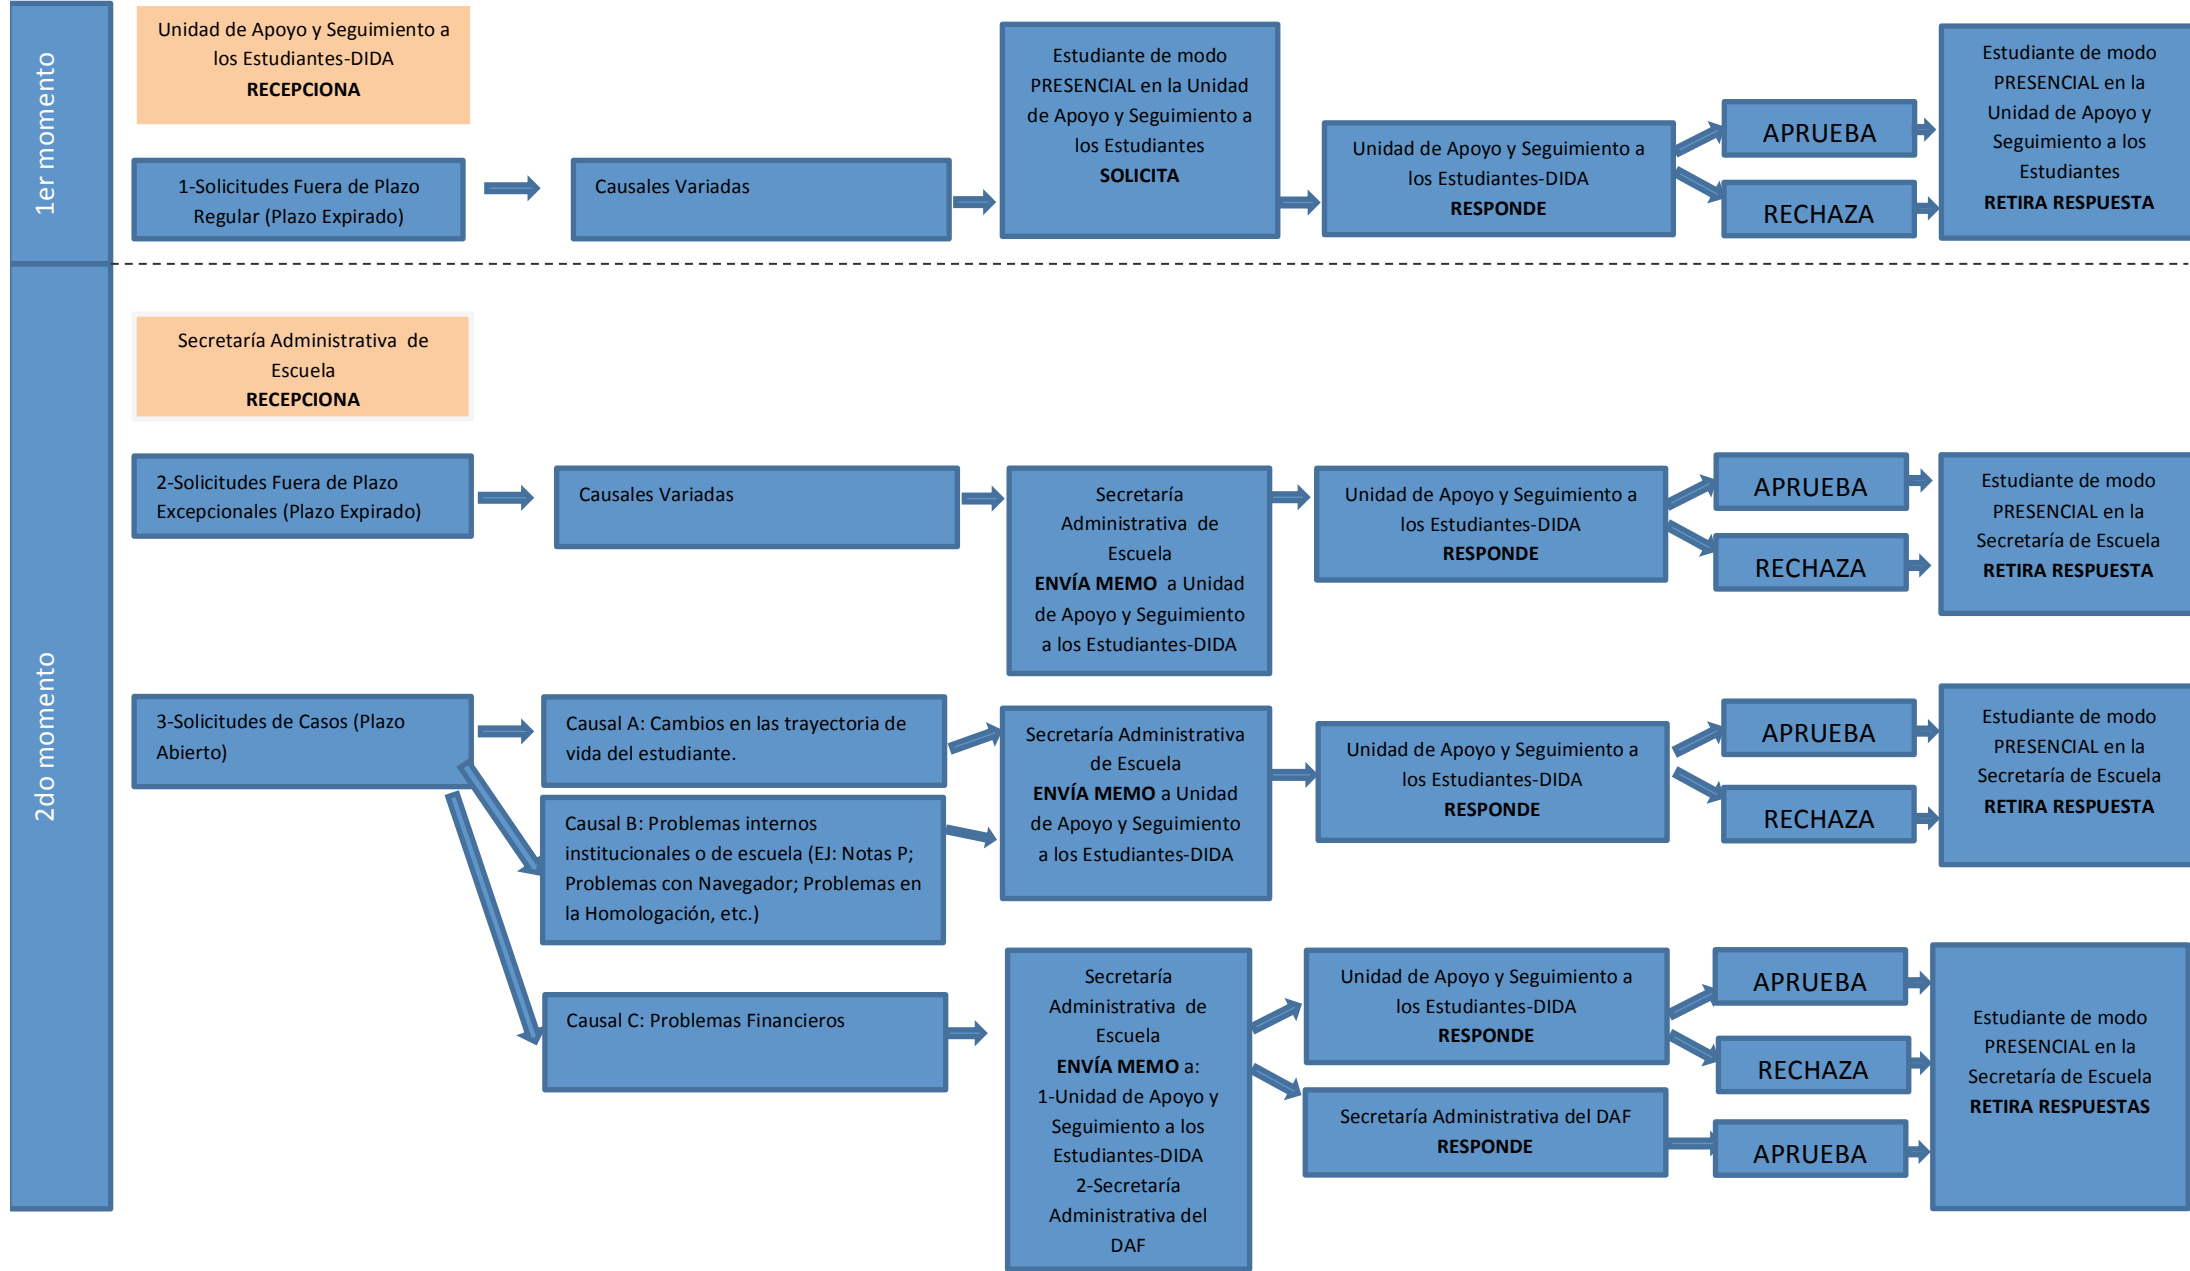 1er momento
Unidad de Apoyo y Seguimiento a
los Estudiantes-DIDA
RECEPCIONA
1-Solicitudes Fuera de Plazo
Regular (Plazo Expirado)
Causales Variadas
Estudiante de modo
PRESENCIAL en la Unidad
de Apoyo y Seguimiento a
los Estudiantes
SOLICITA
Unidad de Apoyo y Seguimiento a
los Estudiantes-DIDA
RESPONDE
APRUEBA
RECHAZA
Estudiante de modo
PRESENCIAL en la
Unidad de Apoyo y
Seguimiento a los
Estudiantes
RETIRA RESPUESTA
2do momento
Secretaría Administrativa de
Escuela
RECEPCIONA
2-Solicitudes Fuera de Plazo
Excepcionales (Plazo Expirado)
Causales Variadas
Secretaría
Administrativa de
Escuela
ENVÍA MEMO a Unidad
de Apoyo y Seguimiento
a los Estudiantes-DIDA
Unidad de Apoyo y Seguimiento a
los Estudiantes-DIDA
RESPONDE
APRUEBA
RECHAZA
Estudiante de modo
PRESENCIAL en la
Secretaría de Escuela
RETIRA RESPUESTA
3-Solicitudes de Casos (Plazo
Abierto)
Causal A: Cambios en las trayectoria de
vida del estudiante.
Causal B: Problemas internos
institucionales o de escuela (EJ: Notas P;
Problemas con Navegador; Problemas en
la Homologación, etc.)
Secretaría Administrativa
de Escuela
ENVÍA MEMO a Unidad
de Apoyo y Seguimiento
a los Estudiantes-DIDA
Unidad de Apoyo y Seguimiento a
los Estudiantes-DIDA
RESPONDE
APRUEBA
RECHAZA
Estudiante de modo
PRESENCIAL en la
Secretaría de Escuela
RETIRA RESPUESTA
Causal C: Problemas Financieros
Secretaría
Administrativa de
Escuela
ENVÍA MEMO a:
1-Unidad de Apoyo y
Seguimiento a los
Estudiantes-DIDA
2-Secretaría
Administrativa del
DAF
Unidad de Apoyo y Seguimiento a
los Estudiantes-DIDA
RESPONDE
APRUEBA
RECHAZA
Secretaría Administrativa del DAF
RESPONDE
APRUEBA
Estudiante de modo
PRESENCIAL en la
Secretaría de Escuela
RETIRA RESPUESTAS